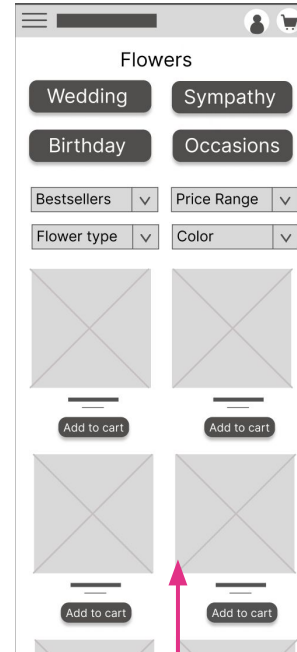 Flowers
Wedding Sympathy
Birthday Occasions
Bestsellers Price Range
Flower type Color
Add to cart Add to cart
Add to cart Add to cart